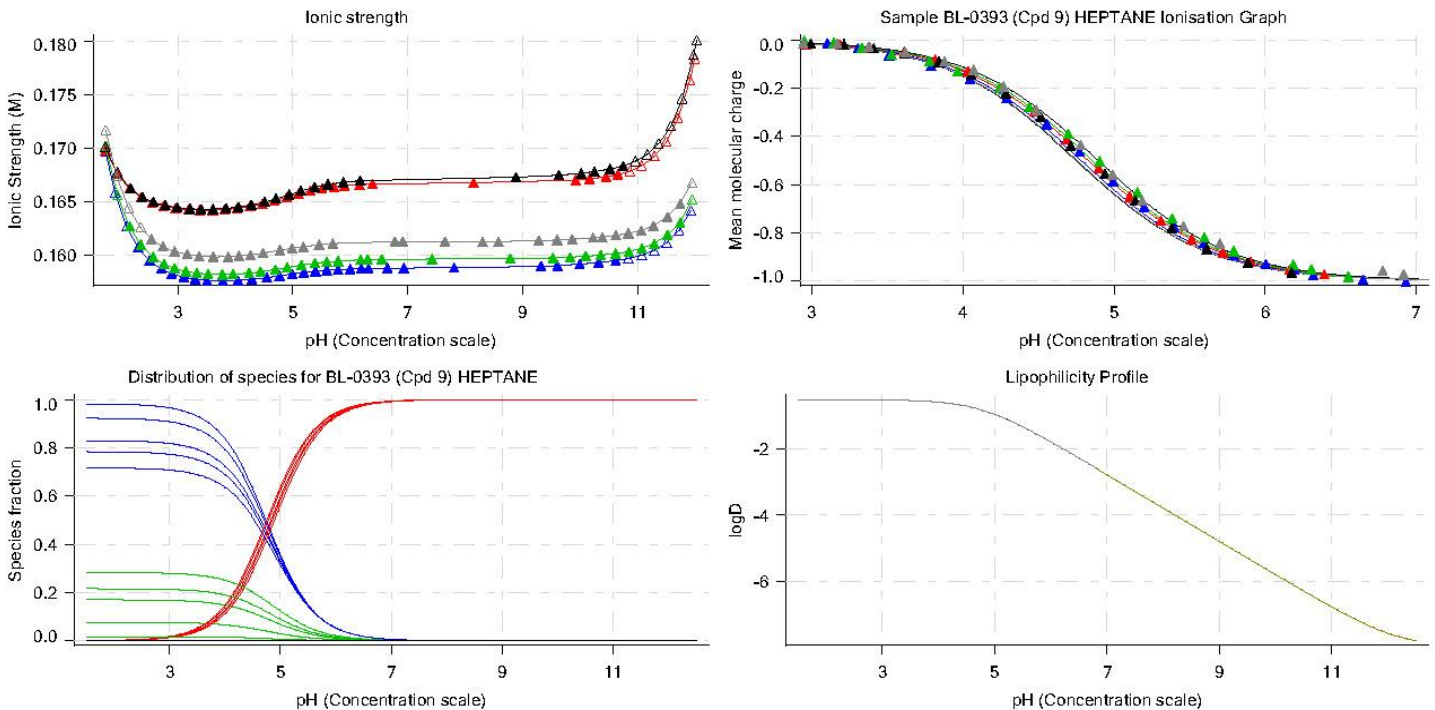 Ionic strength
Ionic Strength (M)
0.180
0.175
0.170
0.165
0.160
3 5 7 9 11
pH (Concentration scale)
Sample BL-0393 (Cpd 9) HEPTANE Ionisation Graph
Mean molecular charge
0.0
-0.2
-0.4
-0.6
-0.8
-1.0
3 4 5 6 7
pH (Concentration scale)
Distribution of species for BL-0393 (Cpd 9) HEPTANE
Species fraction
1.0
0.8
0.6
0.4
0.2
0.0
3 5 7 9 11
pH (Concentration scale)
Lipophilicity Profile
logD
-2
-4
-6
3 5 7 9 11
pH (Concentration scale)